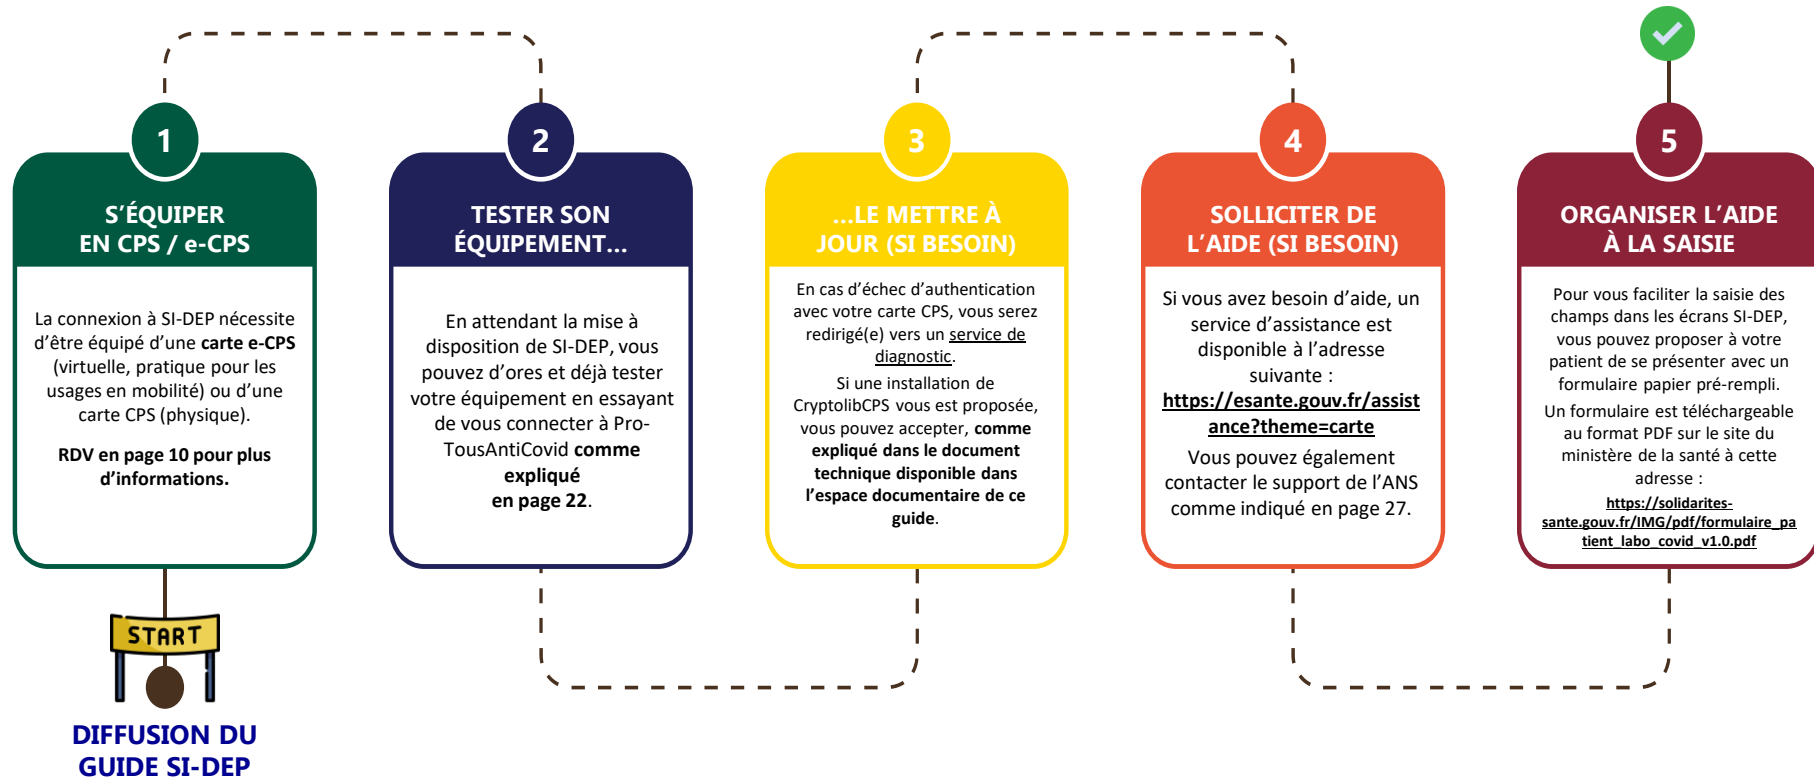 1
S’ÉQUIPER
EN CPS / e-CPS
La connexion à SI-DEP nécessite
d’être équipé d’une carte e-CPS
(virtuelle, pratique pour les
usages en mobilité) ou d’une
carte CPS (physique).
RDV en page 10 pour plus
d’informations.
START
DIFFUSION DU
GUIDE SI-DEP
2
TESTER SON
ÉQUIPEMENT…
En attendant la mise à
disposition de SI-DEP, vous
pouvez d’ores et déjà tester
votre équipement en essayant
de vous connecter à Pro-
TousAntiCovid comme
expliqué
en page 22.
3
…LE METTRE À
JOUR (SI BESOIN)
En cas d’échec d’authentication
avec votre carte CPS, vous serez
redirigé(e) vers un service de
diagnostic.
Si une installation de
CryptolibCPS vous est proposée,
vous pouvez accepter, comme
expliqué dans le document
technique disponible dans
l’espace documentaire de ce
guide.
4
SOLLICITER DE
L’AIDE (SI BESOIN)
Si vous avez besoin d’aide, un
service d’assistance est
disponible à l’adresse
suivante :
https://esante.gouv.fr/assist
ance?theme=carte
Vous pouvez également
contacter le support de l’ANS
comme indiqué en page 27.
5
ORGANISER L’AIDE
À LA SAISIE
Pour vous faciliter la saisie des
champs dans les écrans SI-DEP,
vous pouvez proposer à votre
patient de se présenter avec un
formulaire papier pré-rempli.
Un formulaire est téléchargeable
au format PDF sur le site du
ministère de la santé à cette
adresse :
https://solidarites-
sante.gouv.fr/IMG/pdf/formulaire_pa
tient_labo_covid_v1.0.pdf